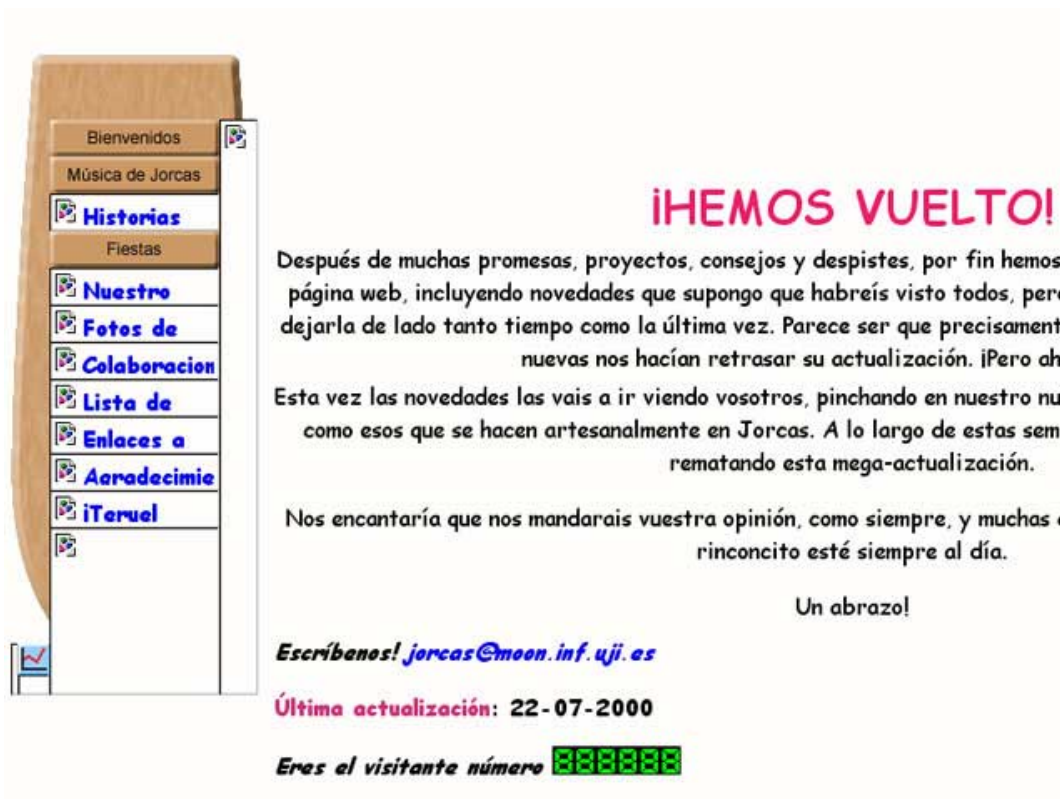 Bienvenidos
Música de Jorcas
Historias
Fiestas
Nuestro
Fotos de
Colaboracion
Lista de
Enlaces a
Agradecimie
¡Teruel
¡HEMOS VUELTO!
Después de muchas promesas, proyectos, consejos y despistes, por fin hemos
página web, incluyendo novedades que supongo que habreís visto todos, pero
dejarla de lado tanto tiempo como la última vez. Parece ser que precisament
nuevas nos hacían retrasar su actualización. ¡Pero ah
Esta vez las novedades las vais a ir viendo vosotros, pinchando en nuestro nu
como esos que se hacen artesanalmente en Jorcas. A lo largo de estas sem
rematando esta mega-actualización.
Nos encantaría que nos mandarais vuestra opinión, como siempre, y muchas
rinconcito esté siempre al día.
Un abrazo!
Escríbenos! jorcas@moon.inf.uji.es
Última actualización: 22-07-2000
Eres el visitante número 888888